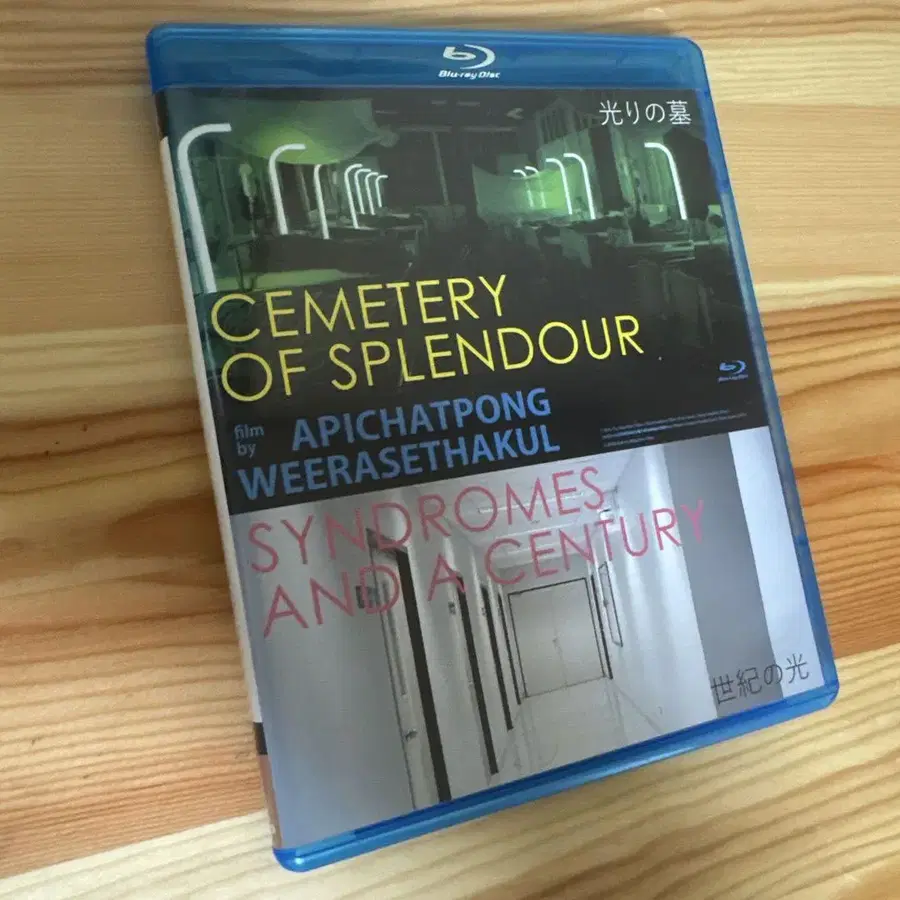 Blu-ray Disc
光りの墓
CEMETERY
OF SPLENDOUR
Blu-ray Disc
film
by
APICHATPONG
WEERASETHAKUL
SYNDROMES
AND A CENTURY
世紀の光